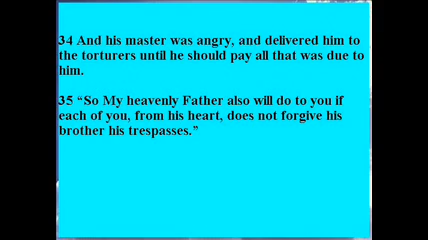 34 And his master was angry, and delivered him to
the torturers until he should pay all that was due to
him.
35 “So My heavenly Father also will do to you if
each of you, from his heart, does not forgive his
brother his trespasses.”